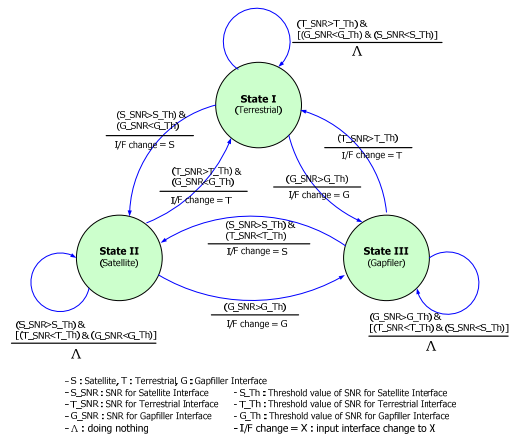 (T_SNR>T_Th) &
[(G_SNR<G_Th) & (S_SNR<S_Th)]
Λ
State I
(Terrestrial)
(S_SNR>S_Th) &
(G_SNR<G_Th)
I/F change = S
(T_SNR>T_Th)
I/F change = T
(T_SNR>T_Th) &
(G_SNR<G_Th)
I/F change = T
(G_SNR>G_Th)
I/F change = G
State II
(Satellite)
(S_SNR>S_Th) &
(T_SNR<T_Th)
I/F change = S
State III
(Gapfiler)
(G_SNR>G_Th)
I/F change = G
(S_SNR>S_Th) &
[(T_SNR<T_Th) & (G_SNR<G_Th)]
Λ
(G_SNR>G_Th) &
[(T_SNR<T_Th) & (S_SNR<S_Th)]
Λ
- S : Satellite, T : Terrestrial, G : Gapfiller Interface
- S_SNR : SNR for Satellite Interface - S_Th : Threshold value of SNR for Satellite Interface
- T_SNR : SNR for Terrestrial Interface - T_Th : Threshold value of SNR for Terrestrial Interface
- G_SNR : SNR for Gapfiller Interface - G_Th : Threshold value of SNR for Gapfiller Interface
- Λ : doing nothing - I/F change = X : input interface change to X